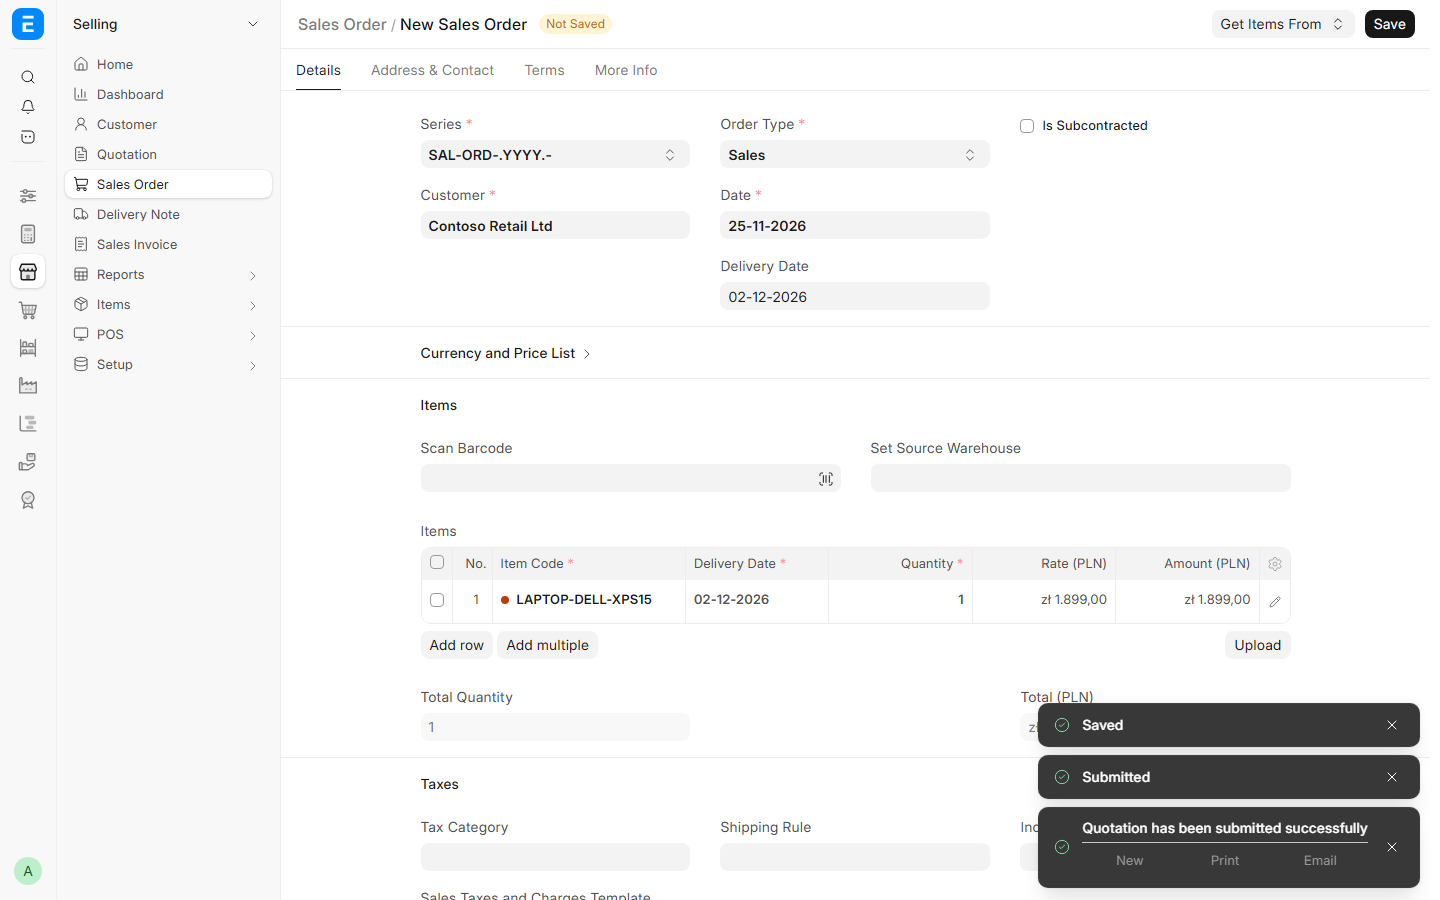 Selling
Home
Dashboard
Customer
Quotation
Sales Order
Delivery Note
Sales Invoice
Reports
Items
POS
Setup
A
Sales Order / New Sales Order
Not Saved
Get Items From
Save
Details
Address & Contact
Terms
More Info
Series *
SAL-ORD-.YYYY.-
Order Type *
Sales
Is Subcontracted
Customer *
Contoso Retail Ltd
Date *
25-11-2026
Delivery Date
02-12-2026
Currency and Price List
Items
Scan Barcode
Set Source Warehouse
Items
No. Item Code * Delivery Date * Quantity * Rate (PLN) Amount (PLN)
1 LAPTOP-DELL-XPS15 02-12-2026 1 zł 1.899,00 zł 1.899,00
Add row
Add multiple
Upload
Total Quantity
1
Total (PLN)
Taxes
Tax Category
Shipping Rule
Sales Taxes and Charges Template
Saved
Submitted
Quotation has been submitted successfully
New Print Email